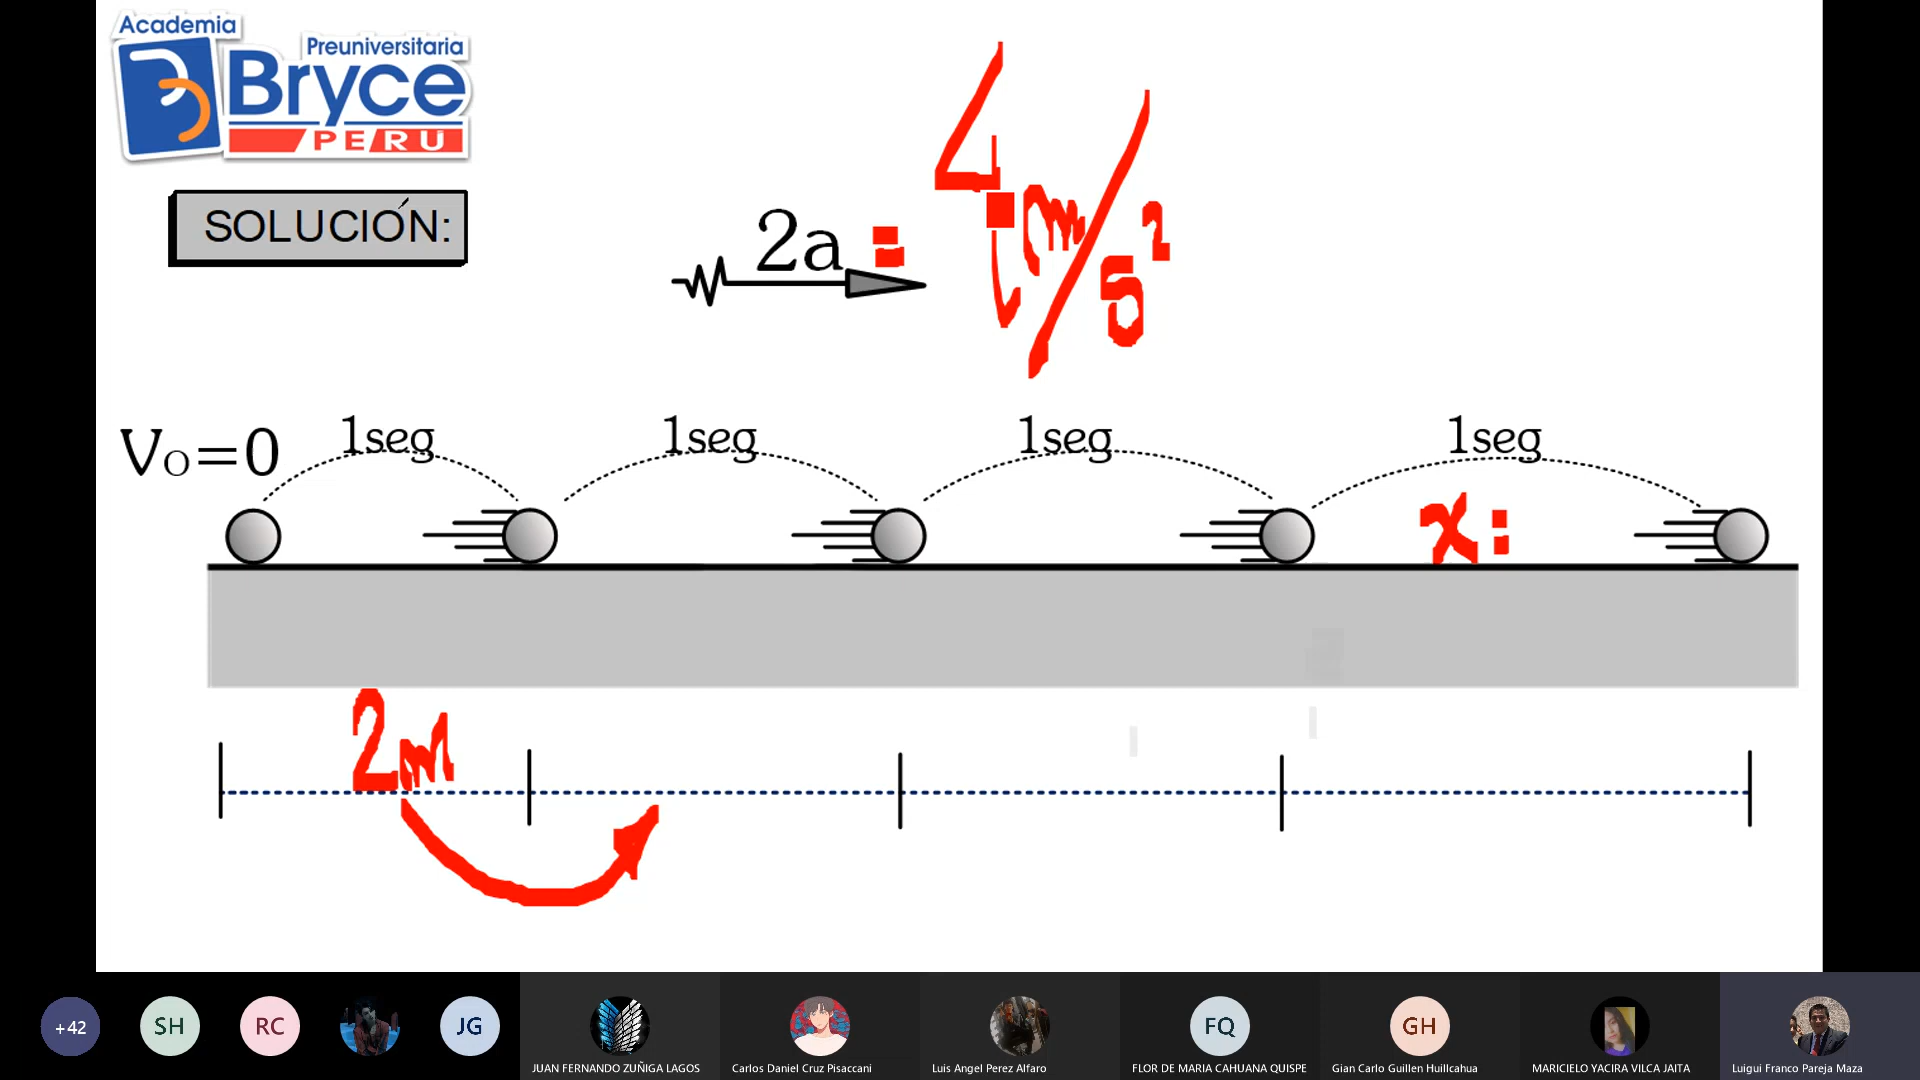 Academia
Preuniversitaria
Bryce
PERÚ
SOLUCIÓN:
2a = 4 m/s²
V₀=0
1seg 1seg 1seg 1seg
x =
2m
+42 SH RC JG FQ GH
JUAN FERNANDO ZUÑIGA LAGOS Carlos Daniel Cruz Pisaccani Luis Angel Perez Alfaro FLOR DE MARIA CAHUANA QUISPE Gian Carlo Guillen Huillcahua MARICIELO YACIRA VILCA JAITA Luigui Franco Pareja Maza